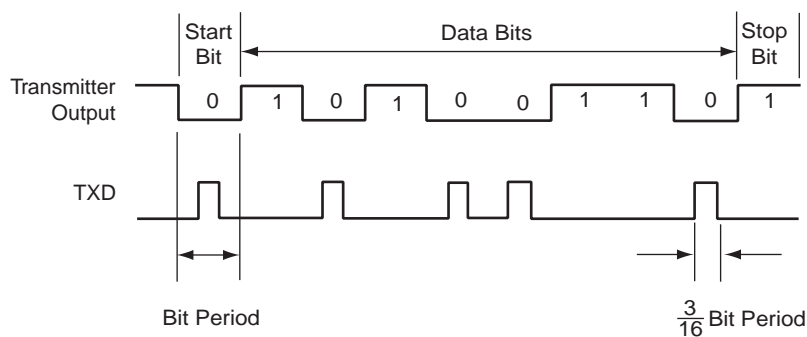 Start Bit
Data Bits
Stop Bit
Transmitter Output
0 1 0 1 0 0 1 1 0 1
TXD
Bit Period
3/16 Bit Period